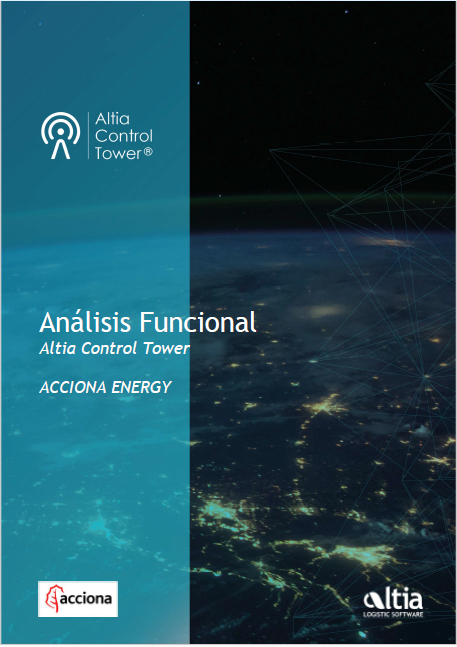 Altia
Control
Tower®
Análisis Funcional
Altia Control Tower
ACCIONA ENERGY
acciona
altia
LOGISTIC SOFTWARE